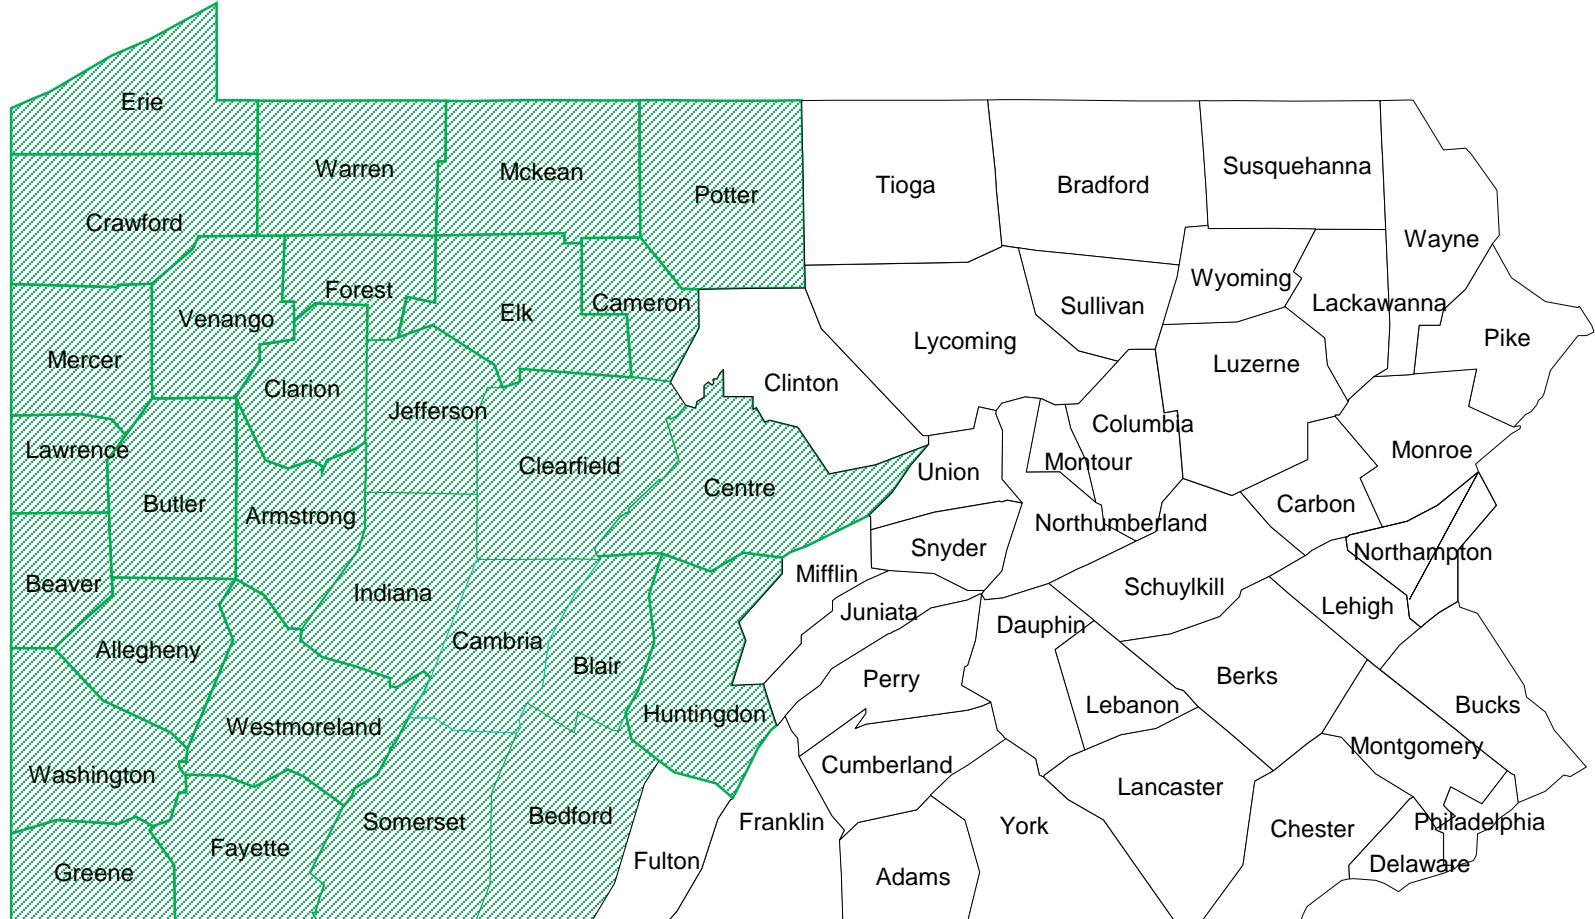 Erie
Susquehanna
Warren
Mckean
Tioga
Bradford
Potter
Crawford
Wayne
Wyoming
Forest
Cameron
Lackawanna
Sullivan
Elk
Venango
Pike
Lycoming
Mercer
Luzerne
Clinton
Clarion
Jefferson
Columbia
Lawrence
Monroe
Montour
Clearfield
Union
Centre
Butler
Carbon
Armstrong
Northumberland
Snyder
Northampton
Mifflin
Beaver
Schuylkill
Indiana
Lehigh
Juniata
Dauphin
Cambria
Allegheny
Blair
Berks
Perry
Lebanon
Bucks
Huntingdon
Westmoreland
Montgomery
Cumberland
Washington
Lancaster
Bedford
Somerset
Franklin
Philadelphia
York
Chester
Fayette
Fulton
Delaware
Greene
Adams